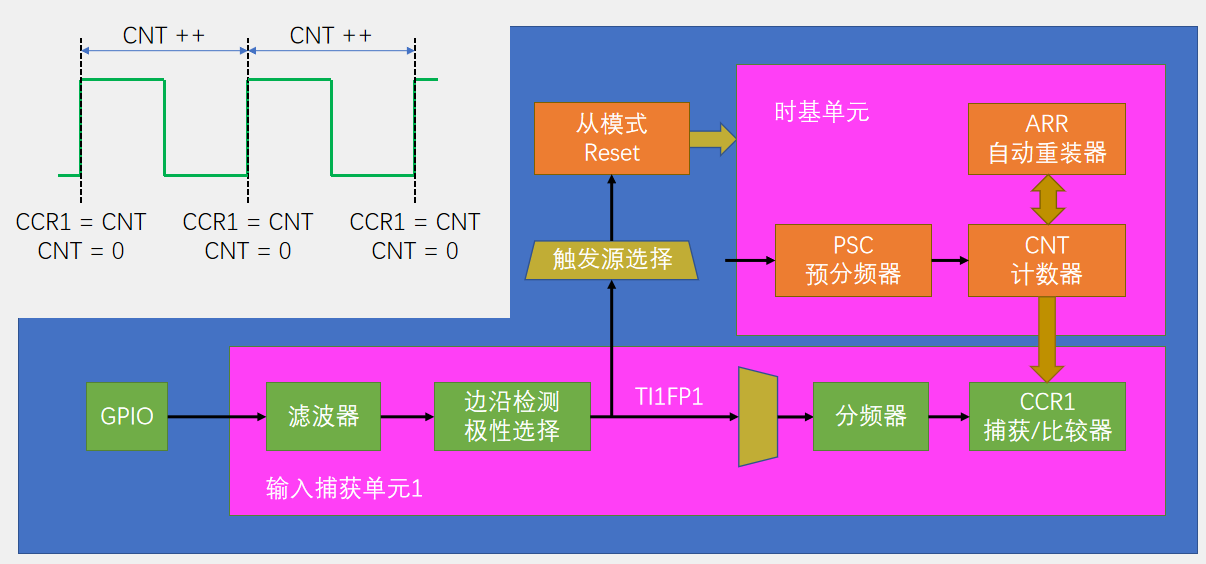 CNT ++
CNT ++
CCR1 = CNT
CNT = 0
CCR1 = CNT
CNT = 0
CCR1 = CNT
CNT = 0
从模式
Reset
时基单元
ARR
自动重装器
触发源选择
PSC
预分频器
CNT
计数器
GPIO
滤波器
边沿检测
极性选择
TI1FP1
分频器
CCR1
捕获/比较器
输入捕获单元1